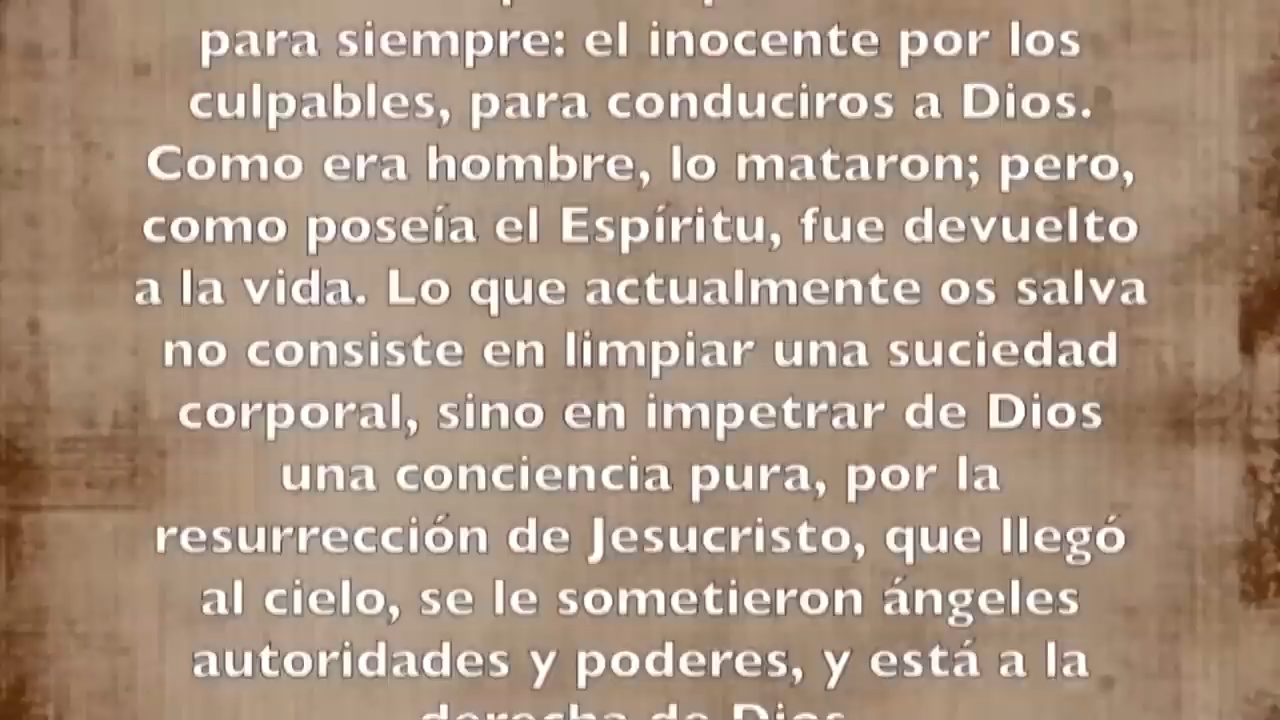 para siempre: el inocente por los
culpables, para conduciros a Dios.
Como era hombre, lo mataron; pero,
como poseía el Espíritu, fue devuelto
a la vida. Lo que actualmente os salva
no consiste en limpiar una suciedad
corporal, sino en impetrar de Dios
una conciencia pura, por la
resurrección de Jesucristo, que llegó
al cielo, se le sometieron ángeles
autoridades y poderes, y está a la
derecha de Dios.